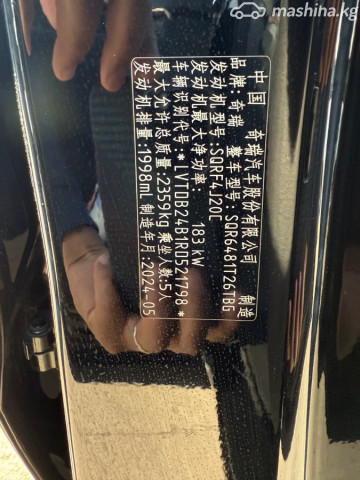 mashina.kg
中国 奇瑞汽车股份有限公司 制造
品牌:奇瑞 整车型号:SQR6481T261BG
发动机型号:SQRF4J20C
发动机最大净功率: 183 kW
车辆识别代号:*LVTDB24B1RD521798*
最大允许总质量:2359kg 乘坐人数:5人
发动机排量:1998ml 制造年月:2024-05